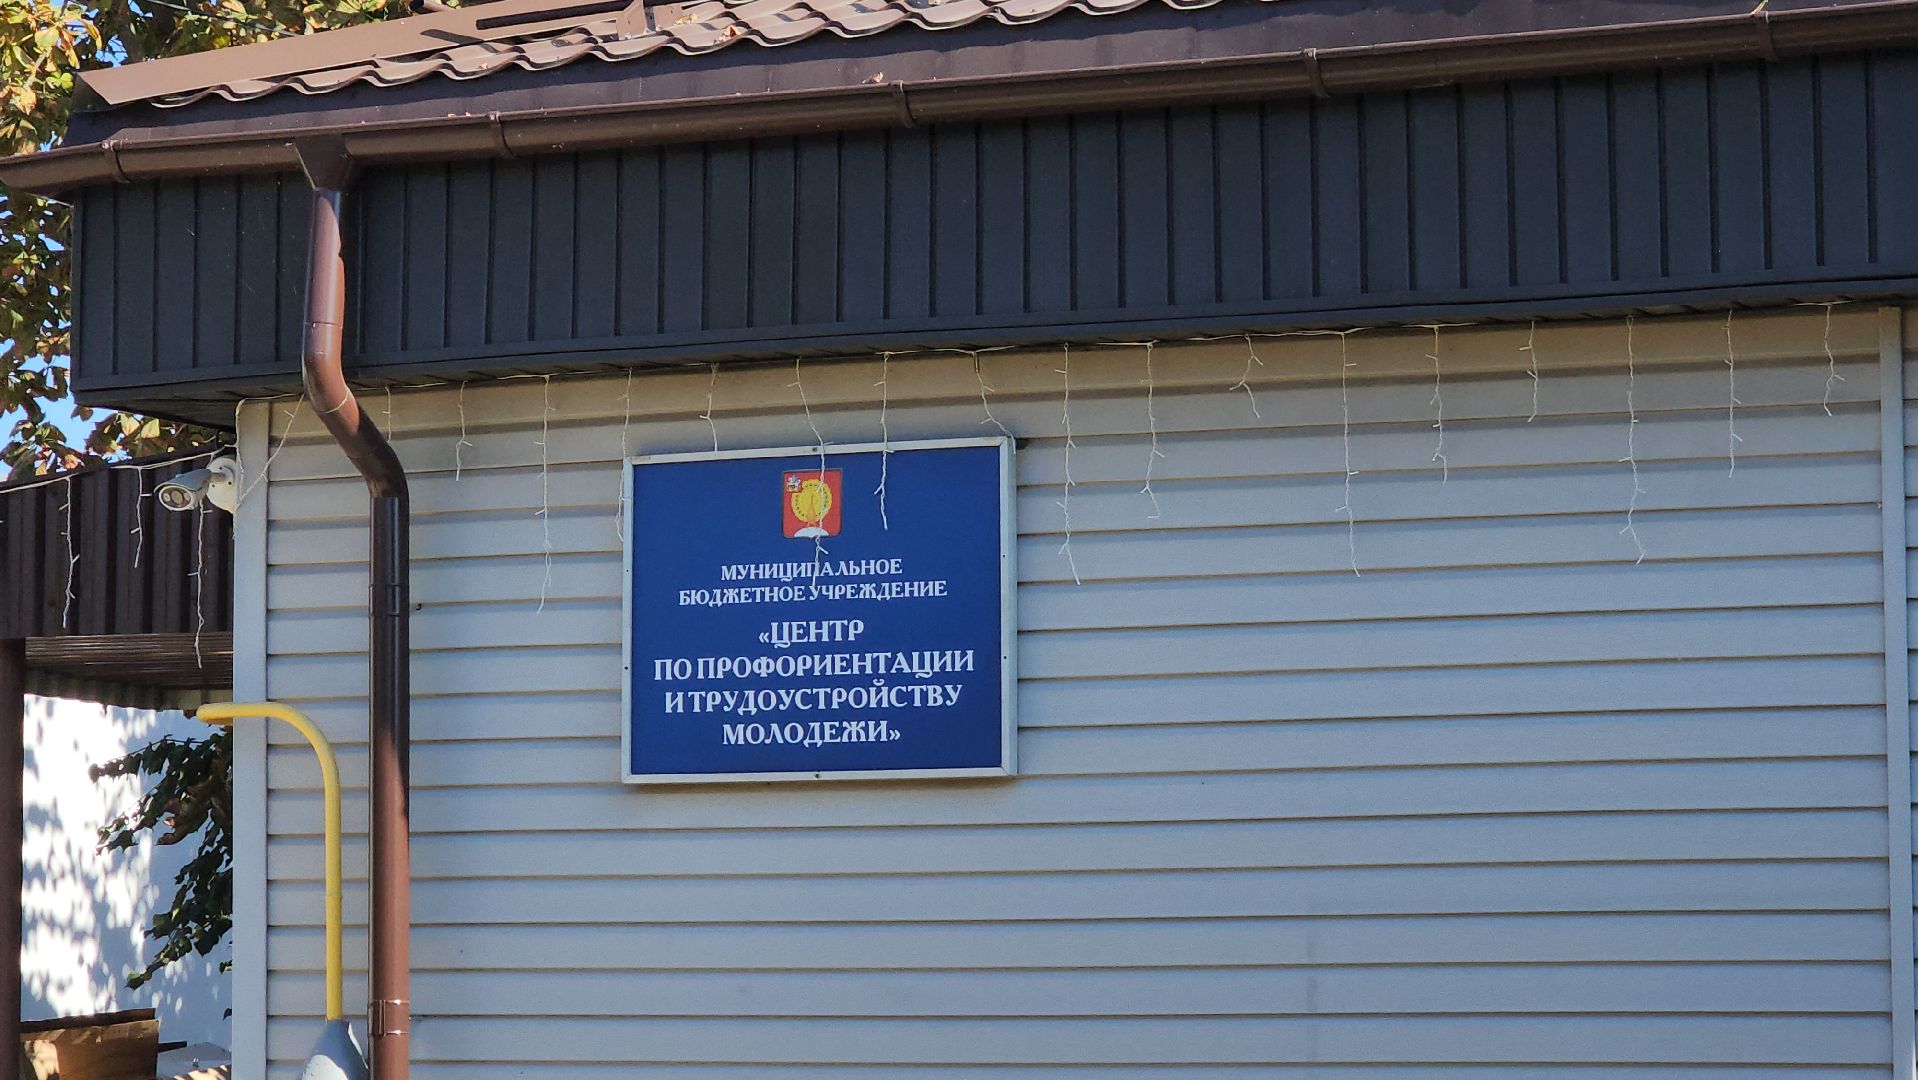 МУНИЦИПАЛЬНОЕ
БЮДЖЕТНОЕ УЧРЕЖДЕНИЕ
«ЦЕНТР
ПО ПРОФОРИЕНТАЦИИ
И ТРУДОУСТРОЙСТВУ
МОЛОДЕЖИ»